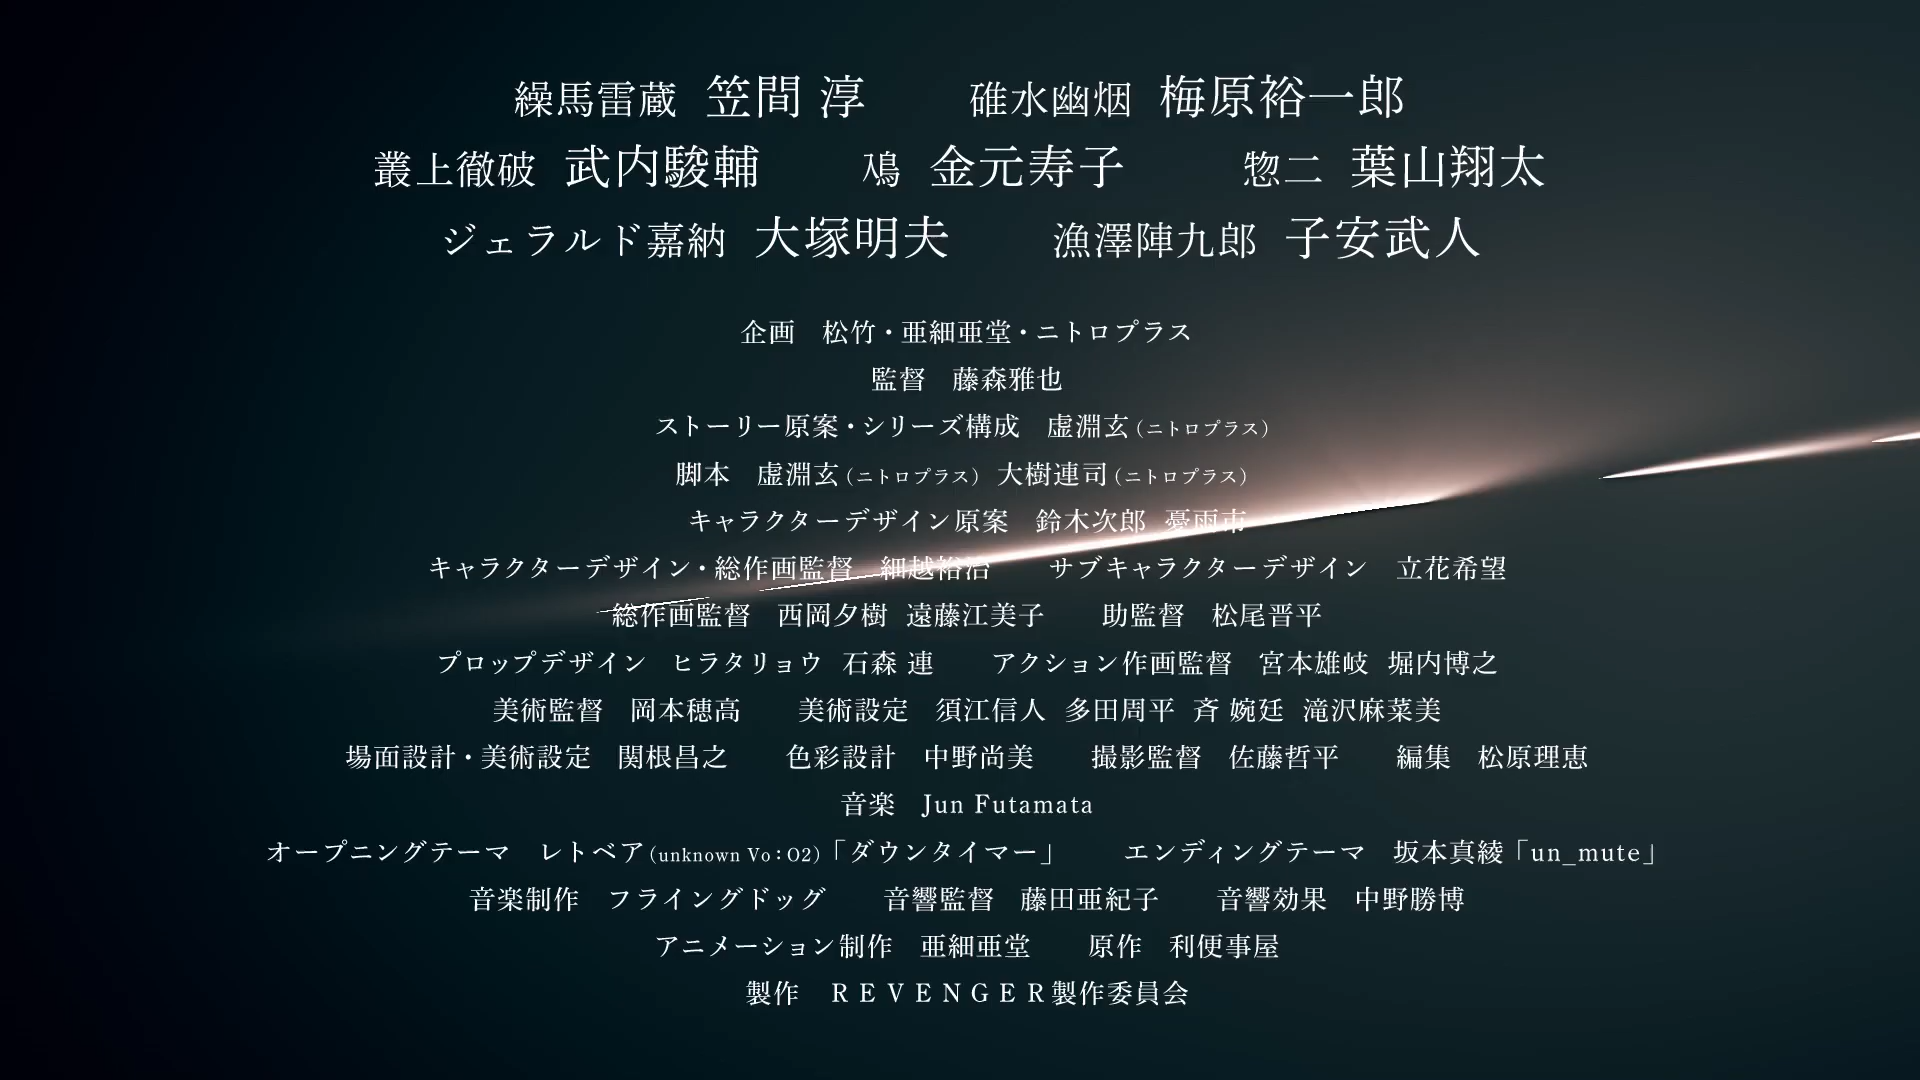 繰馬雷蔵 笠間 淳 碓水幽烟 梅原裕一郎
叢上徹破 武内駿輔 鳰 金元寿子 惣二 葉山翔太
ジェラルド嘉納 大塚明夫 漁澤陣九郎 子安武人
企画 松竹・亜細亜堂・ニトロプラス
監督 藤森雅也
ストーリー原案・シリーズ構成 虚淵玄(ニトロプラス)
脚本 虚淵玄(ニトロプラス) 大樹連司(ニトロプラス)
キャラクターデザイン原案 鈴木次郎 憂雨市
キャラクターデザイン・総作画監督 細越裕治 サブキャラクターデザイン 立花希望
総作画監督 西岡夕樹 遠藤江美子 助監督 松尾晋平
プロップデザイン ヒラタリョウ 石森 連 アクション作画監督 宮本雄岐 堀内博之
美術監督 岡本穂高 美術設定 須江信人 多田周平 斉 婉廷 滝沢麻菜美
場面設計・美術設定 関根昌之 色彩設計 中野尚美 撮影監督 佐藤哲平 編集 松原理恵
音楽 Jun Futamata
オープニングテーマ レトベア(unknown Vo:O2)「ダウンタイマー」 エンディングテーマ 坂本真綾「un_mute」
音楽制作 フライングドッグ 音響監督 藤田亜紀子 音響効果 中野勝博
アニメーション制作 亜細亜堂 原作 利便事屋
製作 REVENGER製作委員会